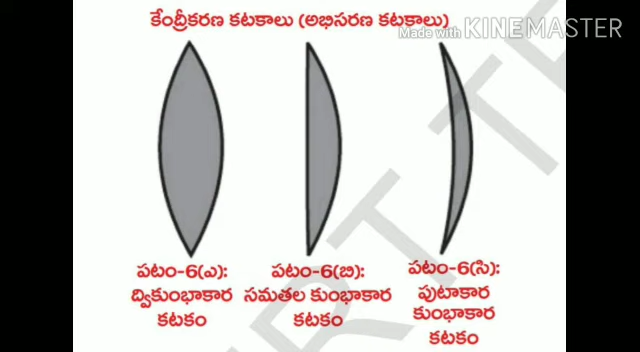 కేంద్రీకరణ కటకాలు (అభిసరణ కటకాలు)
Made with KINEMASTER
పటం-6(ఎ):
ద్వికుంభాకార
కటకం
పటం-6(బి):
సమతల కుంభాకార
కటకం
పటం-6(సి):
పుటాకార
కుంభాకార
కటకం